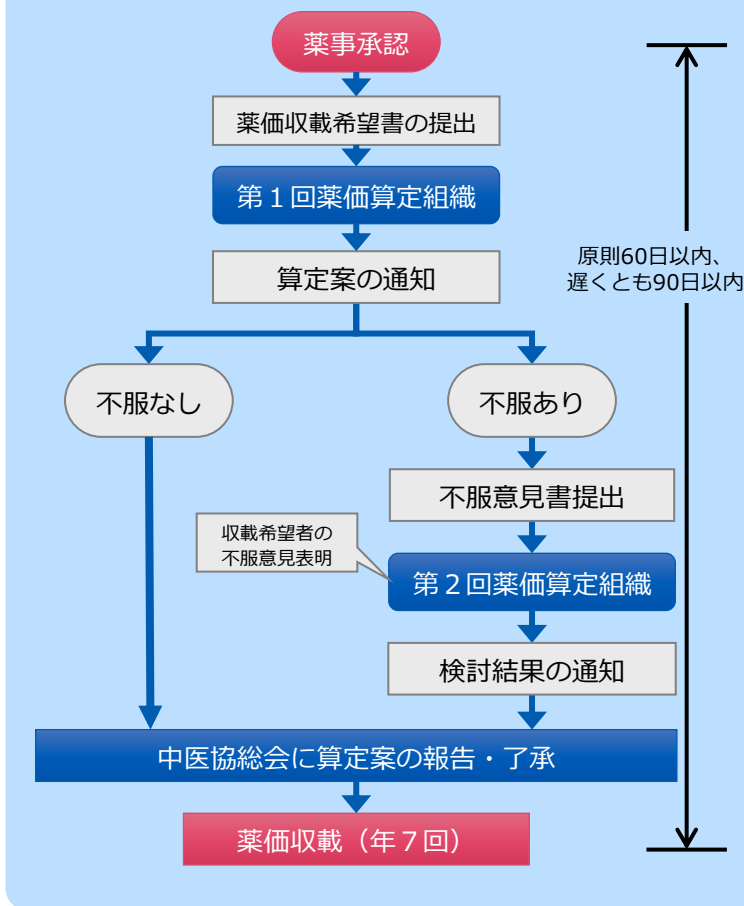 薬事承認
薬価収載希望書の提出
第１回薬価算定組織
算定案の通知
原則60日以内、
遅くとも90日以内
不服なし
不服あり
不服意見書提出
収載希望者の
不服意見表明
第２回薬価算定組織
検討結果の通知
中医協総会に算定案の報告・了承
薬価収載（年７回）